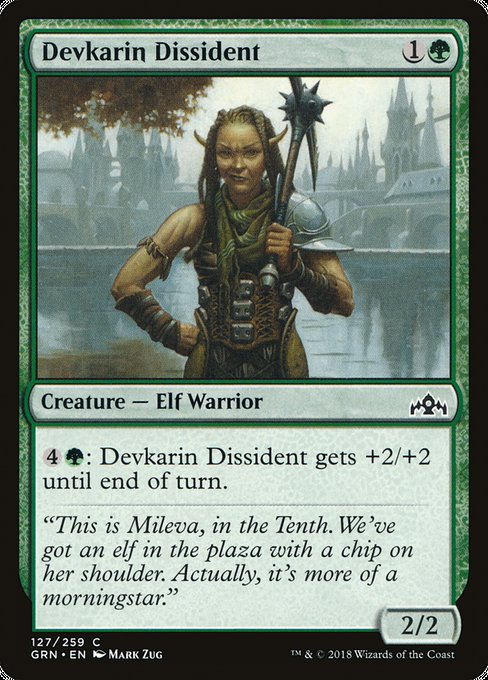 Devkarin Dissident 1
Creature — Elf Warrior
4: Devkarin Dissident gets +2/+2
until end of turn.
“This is Mileva, in the Tenth. We’ve
got an elf in the plaza with a chip on
her shoulder. Actually, it’s more of a
morningstar.”
2/2
127/259 C
GRN • EN Mark Zug
™ & © 2018 Wizards of the Coast